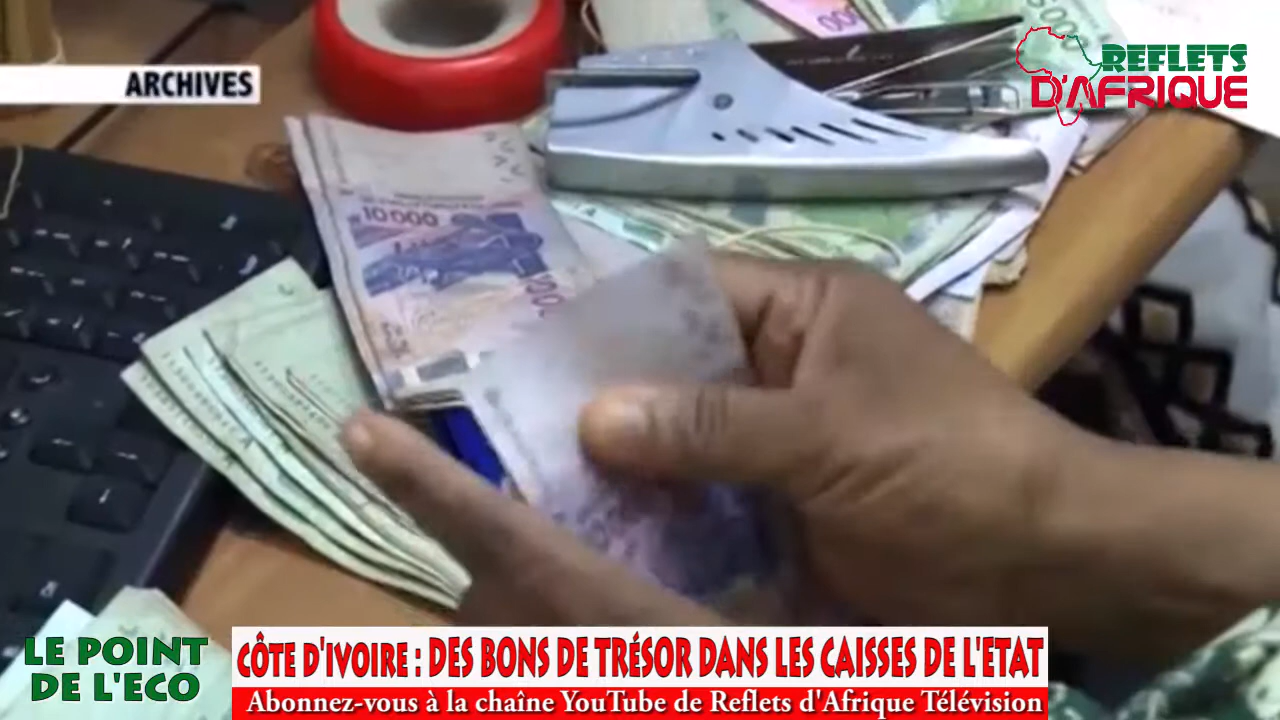 ARCHIVES
REFLETS
D'AFRIQUE
10 000
LE POINT
DE L'ECO
CÔTE D'IVOIRE : DES BONS DE TRÉSOR DANS LES CAISSES DE L'ETAT
Abonnez-vous à la chaîne YouTube de Reflets d'Afrique Télévision